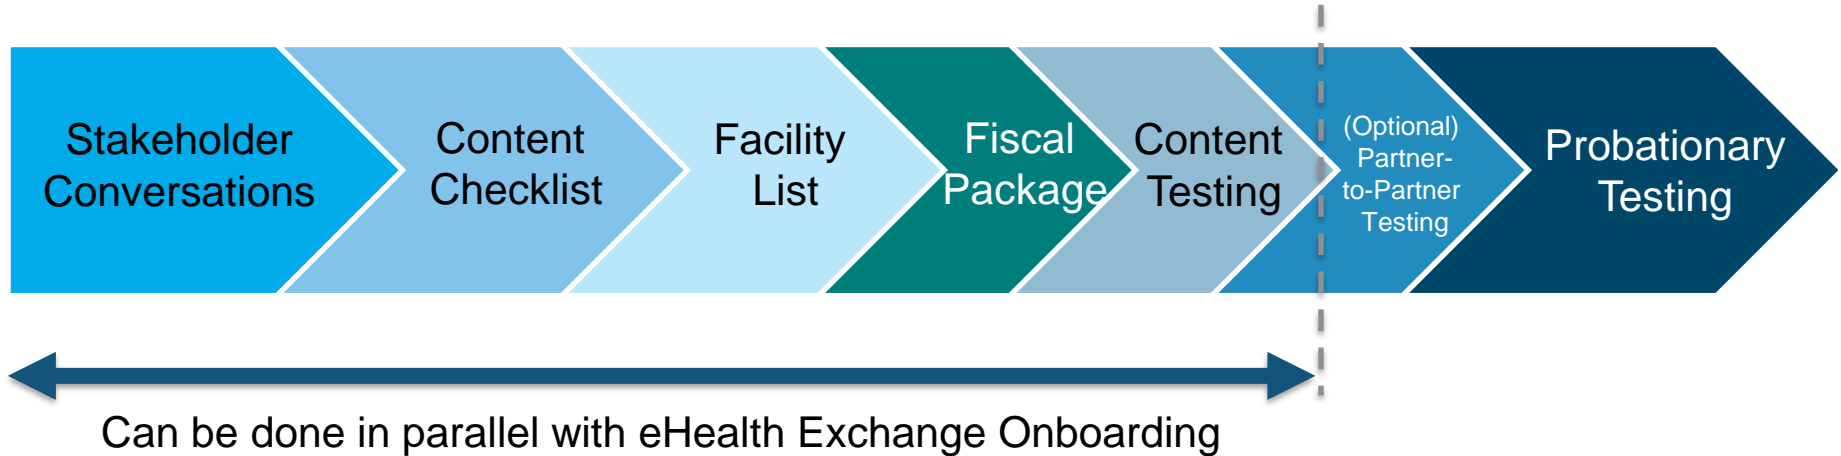 Stakeholder
Conversations
Content
Checklist
Facility
List
Fiscal
Package
Content
Testing
(Optional)
Partner-
to-Partner
Testing
Probationary
Testing
Can be done in parallel with eHealth Exchange Onboarding